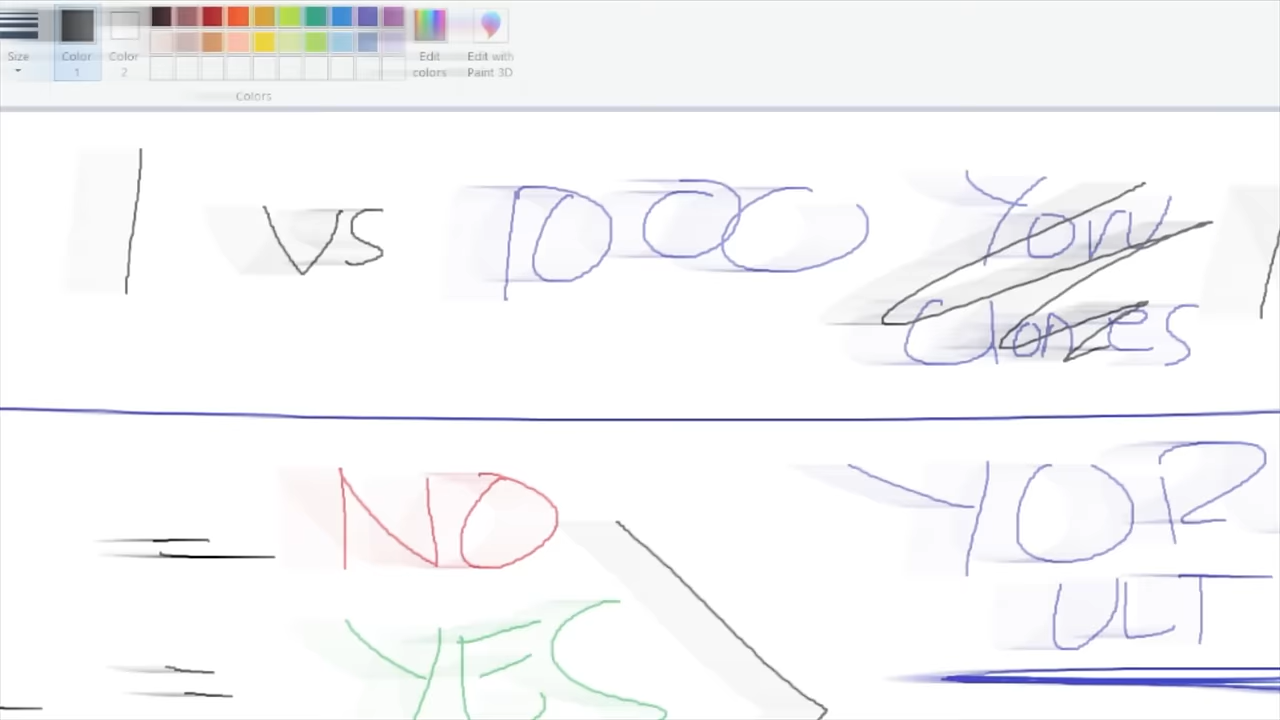 Size
Color 1
Color 2
Edit colors
Edit with Paint 3D
Colors
1 vs 1000 Yorv
Clones
= NO
YOR
ULT
= YES